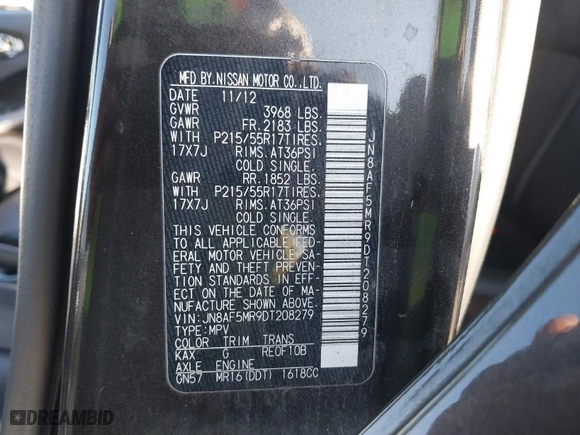 MFD BY.NISSAN MOTOR CO.,LTD.
DATE 11/12
GVWR 3968 LBS.
GAWR FR.2183 LBS.
WITH P215/55R17TIRES.
17X7J RIMS.AT36PSI
COLD SINGLE.
GAWR RR.1852 LBS.
WITH P215/55R17TIRES.
17X7J RIMS.AT36PSI
COLD SINGLE.
THIS VEHICLE CONFORMS
TO ALL APPLICABLE FED-
ERAL MOTOR VEHICLE SA-
FETY AND THEFT PREVEN-
TION STANDARDS IN EFF-
ECT ON THE DATE OF MA-
NUFACTURE SHOWN ABOVE.
VIN:JN8AF5MR9DT208279
TYPE:MPV
COLOR TRIM TRANS
KAX G RE0F10B
AXLE ENGINE
GN57 MR16(DDT) 1618CC
JN8AF5MR9DT208279
DREAMBID